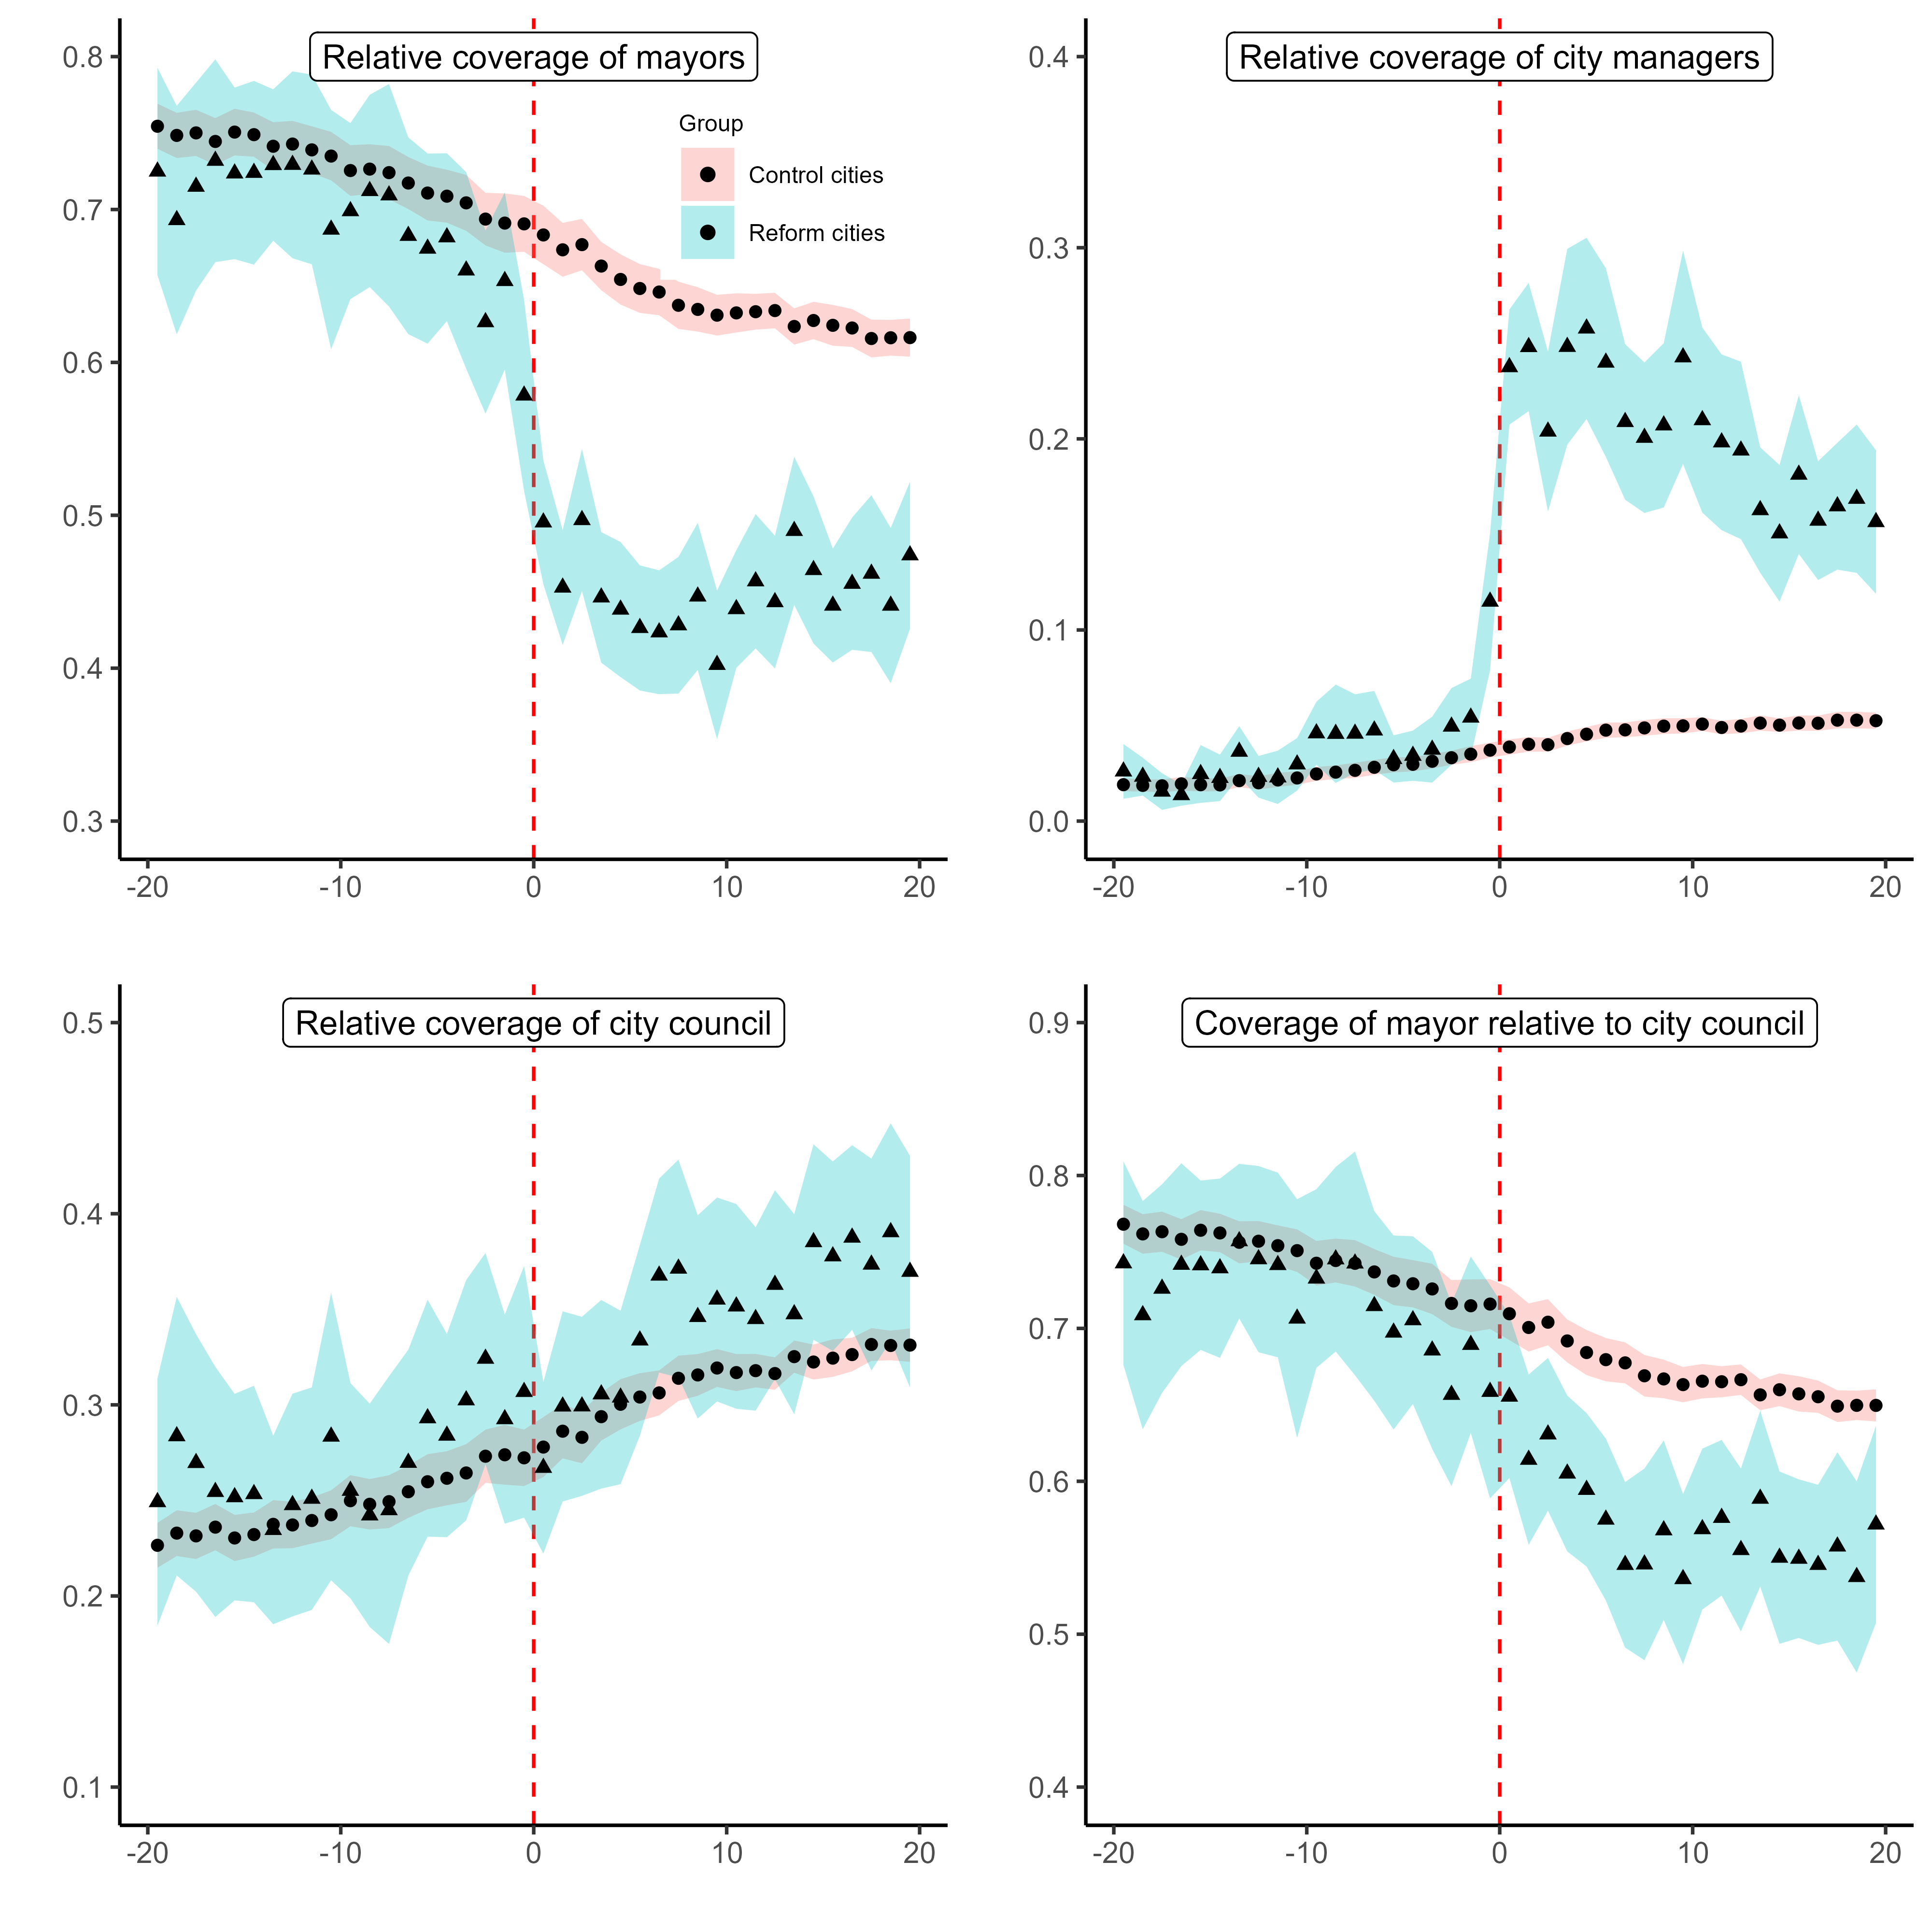 Relative coverage of mayors
0.8
0.7
0.6
0.5
0.4
0.3
-20 -10 0 10 20
Group
Control cities
Reform cities
Relative coverage of city managers
0.4
0.3
0.2
0.1
0.0
-20 -10 0 10 20
Relative coverage of city council
0.5
0.4
0.3
0.2
0.1
-20 -10 0 10 20
Coverage of mayor relative to city council
0.9
0.8
0.7
0.6
0.5
0.4
-20 -10 0 10 20